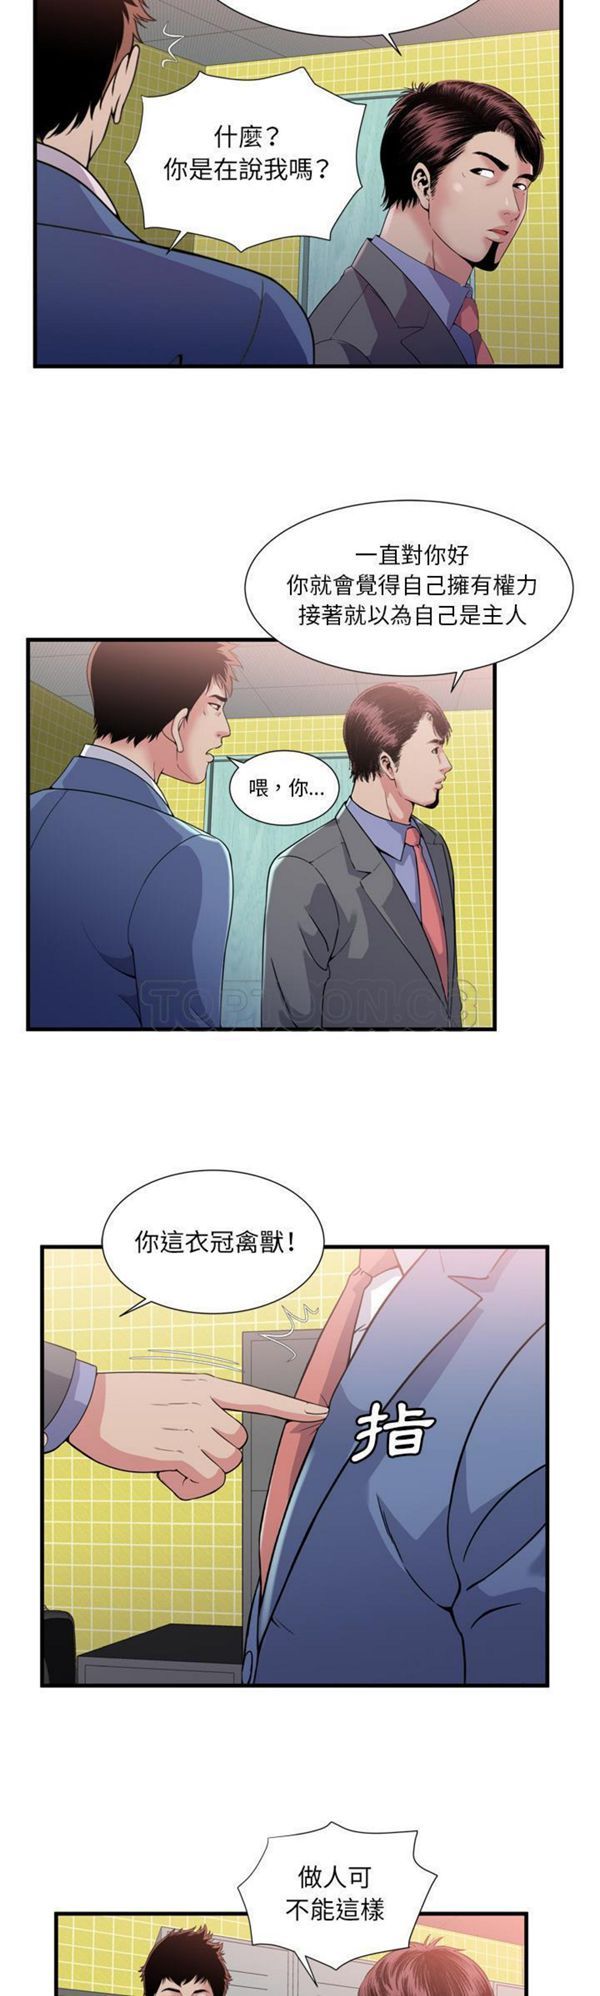 什麼？
你是在說我嗎？
一直對你好
你就會覺得自己擁有權力
接著就以為自己是主人
喂，你...
TOPTOON.CB
你這衣冠禽獸！
指
做人可
不能這樣